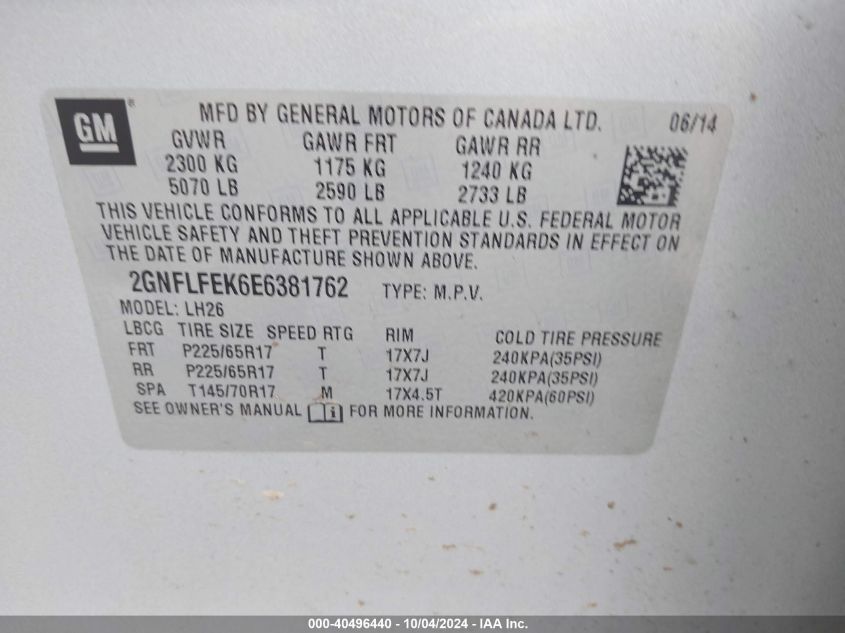 GM® MFD BY GENERAL MOTORS OF CANADA LTD. 06/14
GVWR GAWR FRT GAWR RR
2300 KG 1175 KG 1240 KG
5070 LB 2590 LB 2733 LB
THIS VEHICLE CONFORMS TO ALL APPLICABLE U.S. FEDERAL MOTOR
VEHICLE SAFETY AND THEFT PREVENTION STANDARDS IN EFFECT ON
THE DATE OF MANUFACTURE SHOWN ABOVE.
2GNFLFEK6E6381762 TYPE: M.P.V.
MODEL: LH26
LBCG TIRE SIZE SPEED RTG RIM COLD TIRE PRESSURE
FRT P225/65R17 T 17X7J 240KPA(35PSI)
RR P225/65R17 T 17X7J 240KPA(35PSI)
SPA T145/70R17 M 17X4.5T 420KPA(60PSI)
SEE OWNER'S MANUAL i FOR MORE INFORMATION.
000-40496440 - 10/04/2024 - IAA Inc.